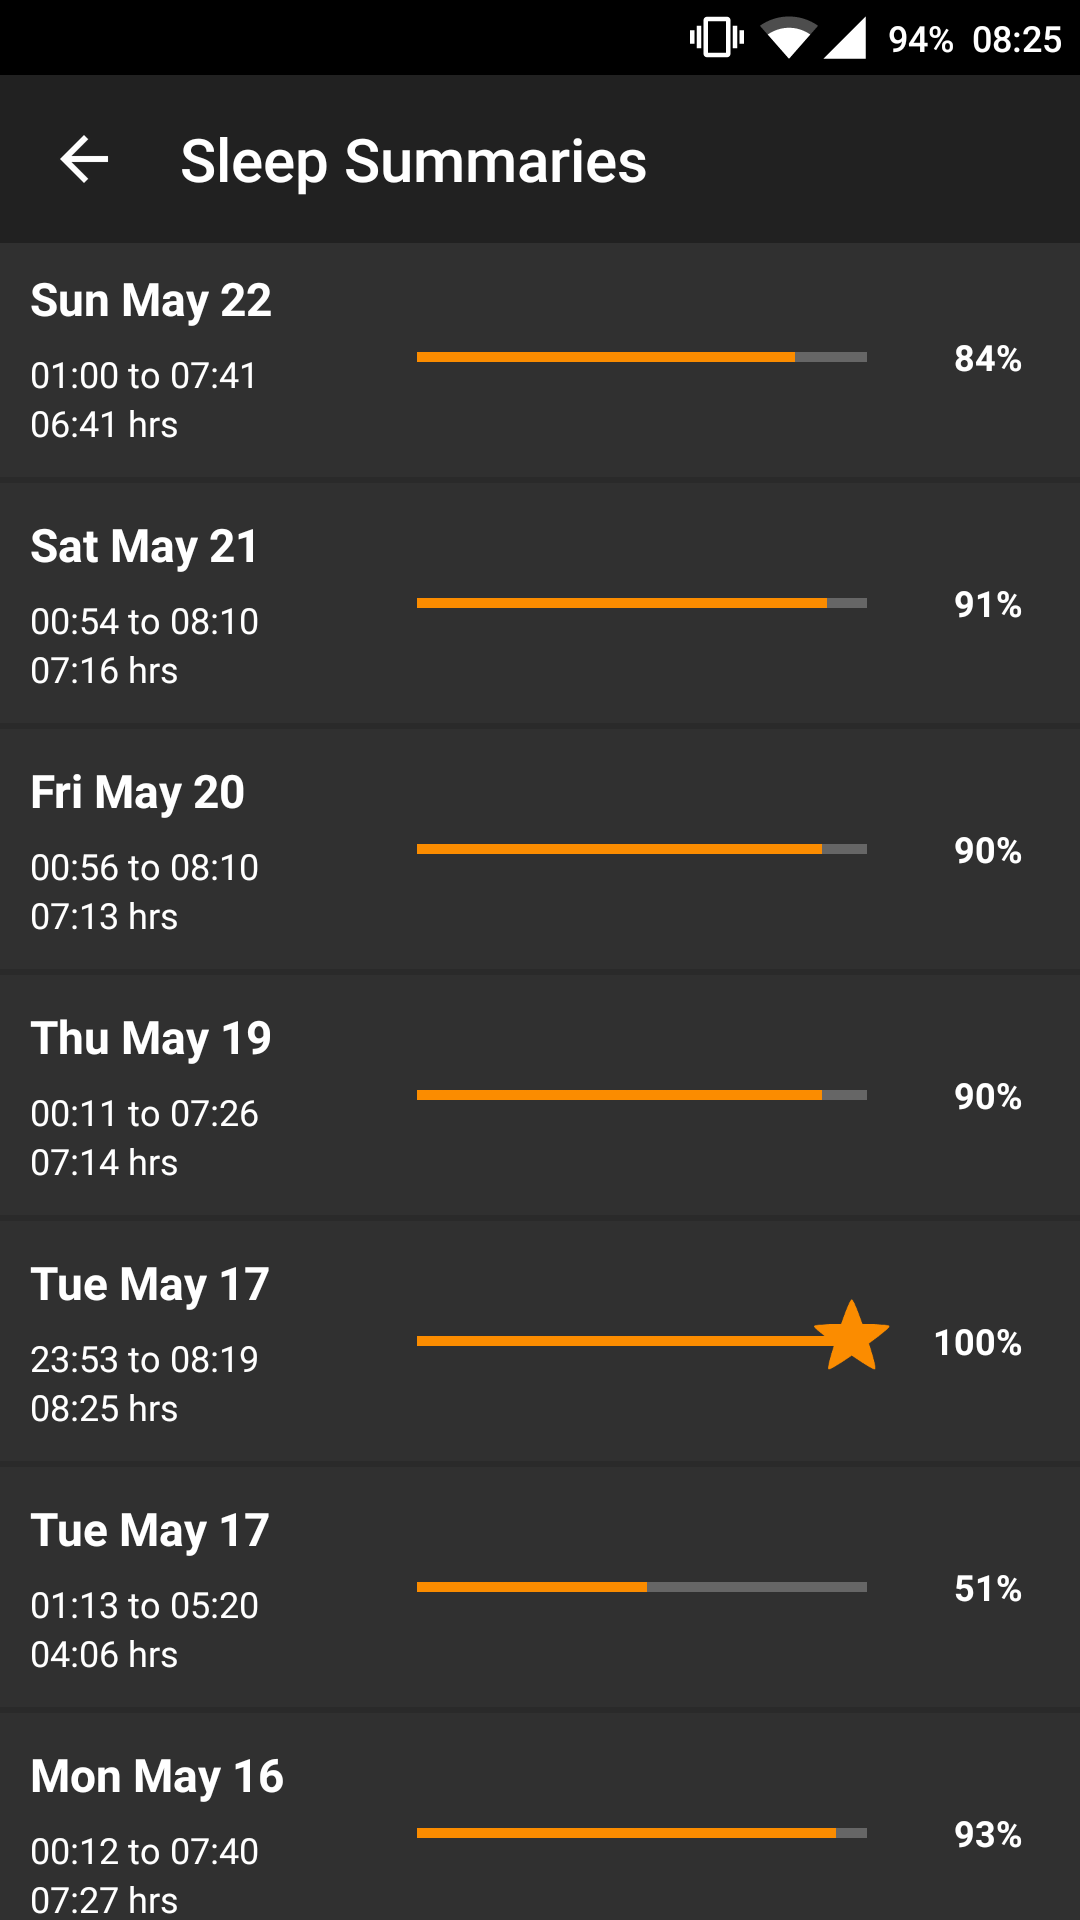 94% 08:25
Sleep Summaries
Sun May 22
01:00 to 07:41
06:41 hrs
84%
Sat May 21
00:54 to 08:10
07:16 hrs
91%
Fri May 20
00:56 to 08:10
07:13 hrs
90%
Thu May 19
00:11 to 07:26
07:14 hrs
90%
Tue May 17
23:53 to 08:19
08:25 hrs
100%
Tue May 17
01:13 to 05:20
04:06 hrs
51%
Mon May 16
00:12 to 07:40
07:27 hrs
93%